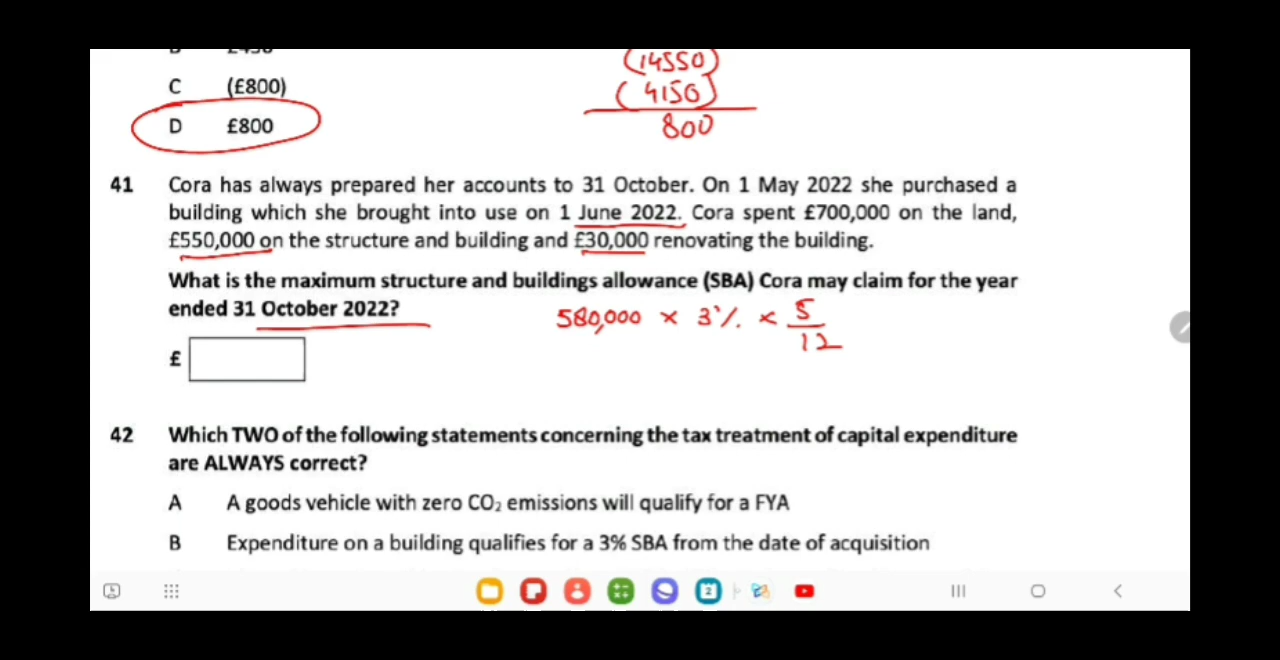 (14550)
C (£800)
(4150)
D £800
800
41 Cora has always prepared her accounts to 31 October. On 1 May 2022 she purchased a
building which she brought into use on 1 June 2022. Cora spent £700,000 on the land,
£550,000 on the structure and building and £30,000 renovating the building.
What is the maximum structure and buildings allowance (SBA) Cora may claim for the year
ended 31 October 2022?
580,000 × 3% × 5/12
£
42 Which TWO of the following statements concerning the tax treatment of capital expenditure
are ALWAYS correct?
A A goods vehicle with zero CO₂ emissions will qualify for a FYA
B Expenditure on a building qualifies for a 3% SBA from the date of acquisition